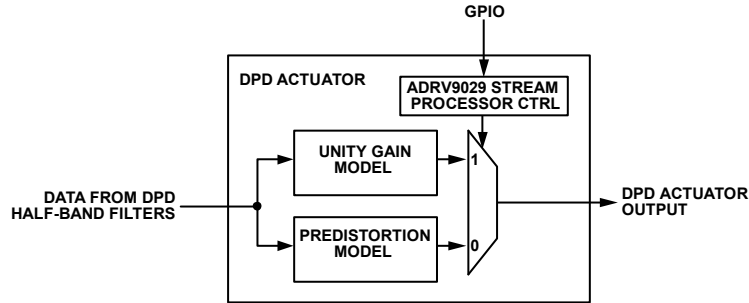 GPIO
DPD ACTUATOR
ADRV9029 STREAM
PROCESSOR CTRL
UNITY GAIN
MODEL
1
DATA FROM DPD
HALF-BAND FILTERS
DPD ACTUATOR
OUTPUT
PREDISTORTION
MODEL
0